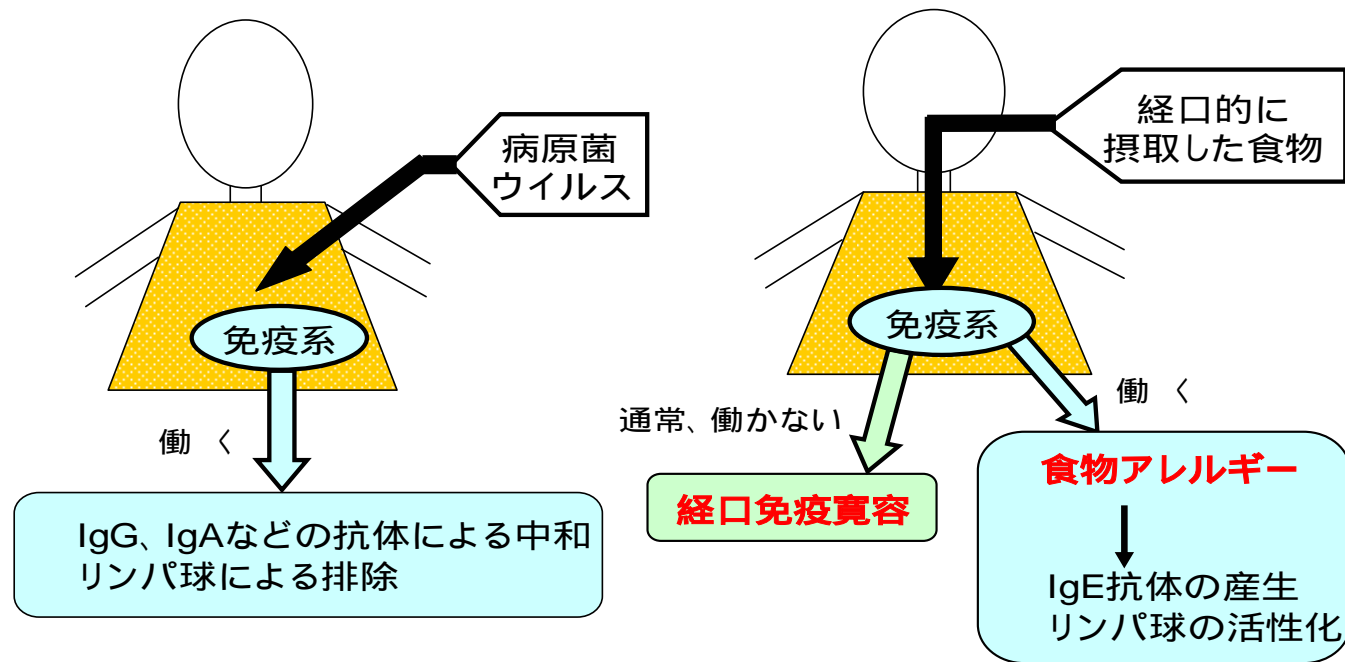 病原菌
ウイルス
免疫系
働 く
IgG、IgAなどの抗体による中和
リンパ球による排除
経口的に
摂取した食物
免疫系
通常、働かない
働 く
経口免疫寛容
食物アレルギー
IgE抗体の産生
リンパ球の活性化